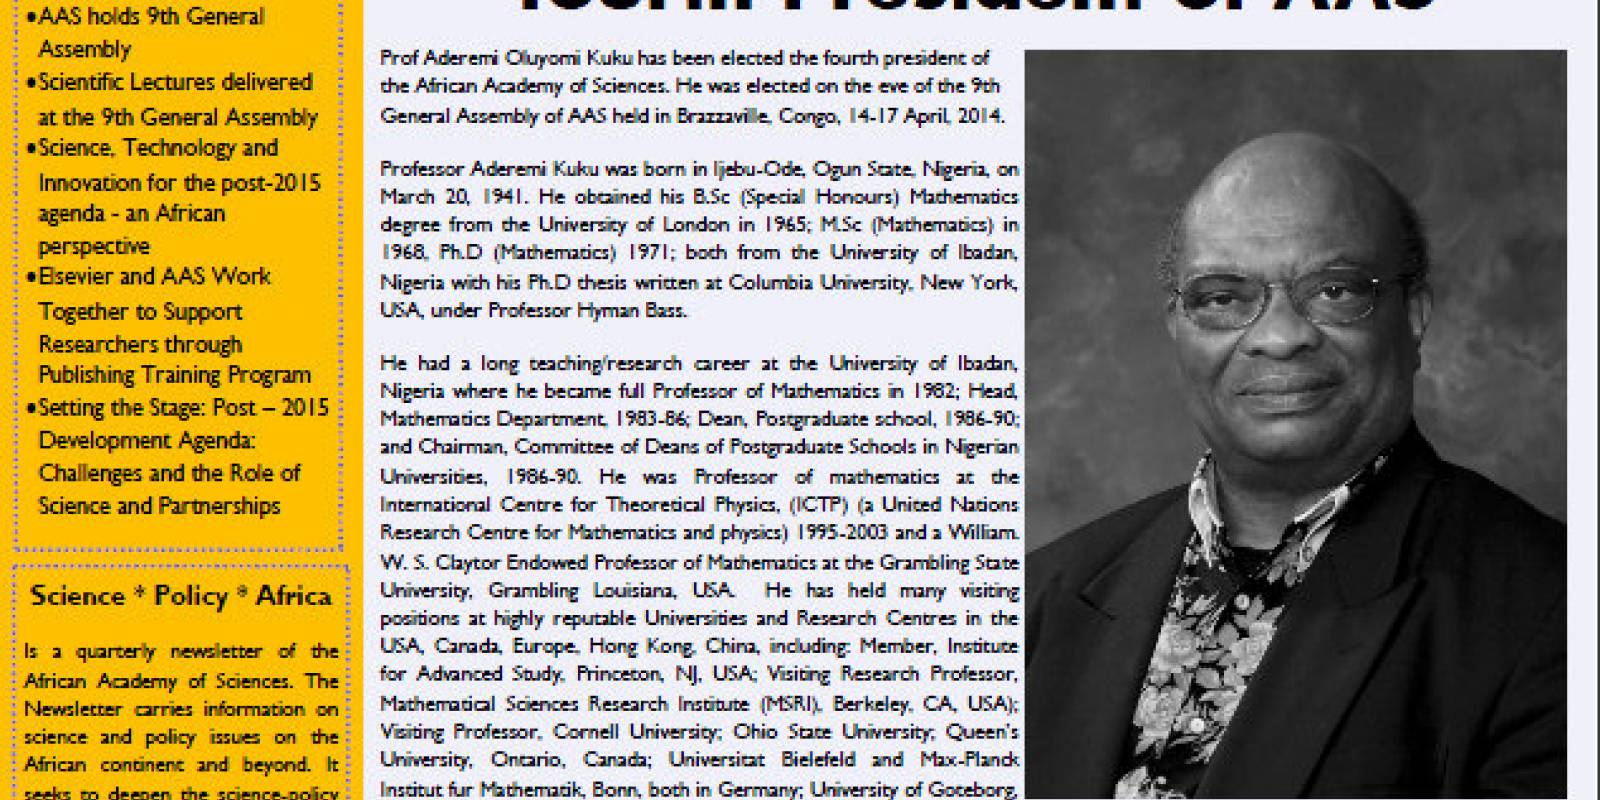 fourth President of AAS
•AAS holds 9th General
Assembly
•Scientific Lectures delivered
at the 9th General Assembly
•Science, Technology and
Innovation for the post-2015
agenda - an African
perspective
•Elsevier and AAS Work
Together to Support
Researchers through
Publishing Training Program
•Setting the Stage: Post – 2015
Development Agenda:
Challenges and the Role of
Science and Partnerships
Science * Policy * Africa
Is a quarterly newsletter of the
African Academy of Sciences. The
Newsletter carries information on
science and policy issues on the
African continent and beyond. It
seeks to deepen the science-policy
Prof Aderemi Oluyomi Kuku has been elected the fourth president of
the African Academy of Sciences. He was elected on the eve of the 9th
General Assembly of AAS held in Brazzaville, Congo, 14-17 April, 2014.
Professor Aderemi Kuku was born in Ijebu-Ode, Ogun State, Nigeria, on
March 20, 1941. He obtained his B.Sc (Special Honours) Mathematics
degree from the University of London in 1965; M.Sc (Mathematics) in
1968, Ph.D (Mathematics) 1971; both from the University of Ibadan,
Nigeria with his Ph.D thesis written at Columbia University, New York,
USA, under Professor Hyman Bass.
He had a long teaching/research career at the University of Ibadan,
Nigeria where he became full Professor of Mathematics in 1982; Head,
Mathematics Department, 1983-86; Dean, Postgraduate school, 1986-90;
and Chairman, Committee of Deans of Postgraduate Schools in Nigerian
Universities, 1986-90. He was Professor of mathematics at the
International Centre for Theoretical Physics, (ICTP) (a United Nations
Research Centre for Mathematics and physics) 1995-2003 and a William.
W. S. Claytor Endowed Professor of Mathematics at the Grambling State
University, Grambling Louisiana, USA. He has held many visiting
positions at highly reputable Universities and Research Centres in the
USA, Canada, Europe, Hong Kong, China, including: Member, Institute
for Advanced Study, Princeton, NJ, USA; Visiting Research Professor,
Mathematical Sciences Research Institute (MSRI), Berkeley, CA, USA);
Visiting Professor, Cornell University; Ohio State University; Queen's
University, Ontario, Canada; Universitat Bielefeld and Max-Planck
Institut fur Mathematik, Bonn, both in Germany; University of Goteborg,